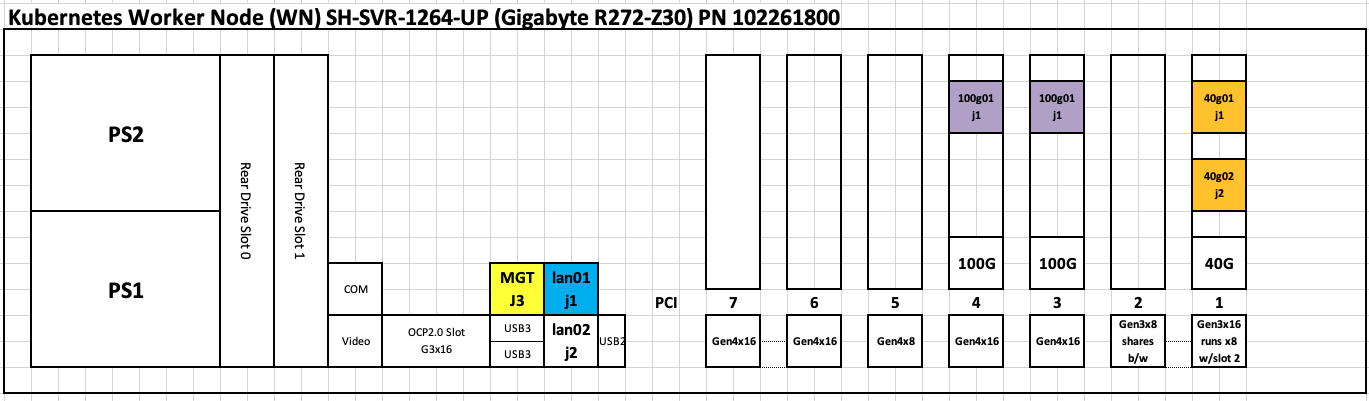 Kubernetes Worker Node (WN) SH-SVR-1264-UP (Gigabyte R272-Z30) PN 102261800
PS2
PS1
Rear Drive Slot 0
Rear Drive Slot 1
COM
Video
OCP2.0 Slot
G3x16
MGT
J3
USB3
USB3
lan01
j1
lan02
j2
USB2
PCI
7
Gen4x16
6
Gen4x16
5
Gen4x8
100g01
j1
100G
4
Gen4x16
100g01
j1
100G
3
Gen4x16
2
Gen3x8
shares
b/w
40g01
j1
40g02
j2
40G
1
Gen3x16
runs x8
w/slot 2